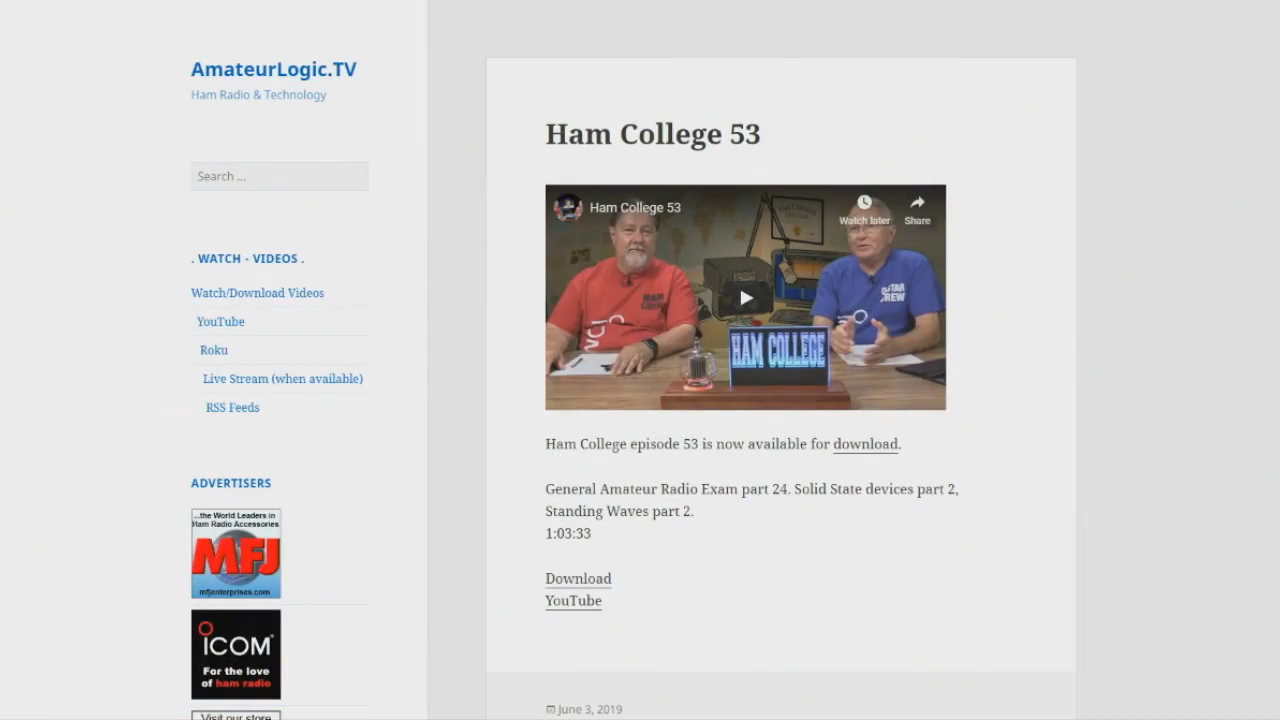 AmateurLogic.TV
Ham Radio & Technology
Search ...
. WATCH - VIDEOS .
Watch/Download Videos
YouTube
Roku
Live Stream (when available)
RSS Feeds
ADVERTISERS
...the World Leaders in
Ham Radio Accessories
MFJ
mfjenterprises.com
ICOM
For the love
of ham radio
Visit our store
Ham College 53
Ham College 53
Watch later
Share
HAM COLLEGE
Ham College episode 53 is now available for download.
General Amateur Radio Exam part 24. Solid State devices part 2,
Standing Waves part 2.
1:03:33
Download
YouTube
June 3, 2019